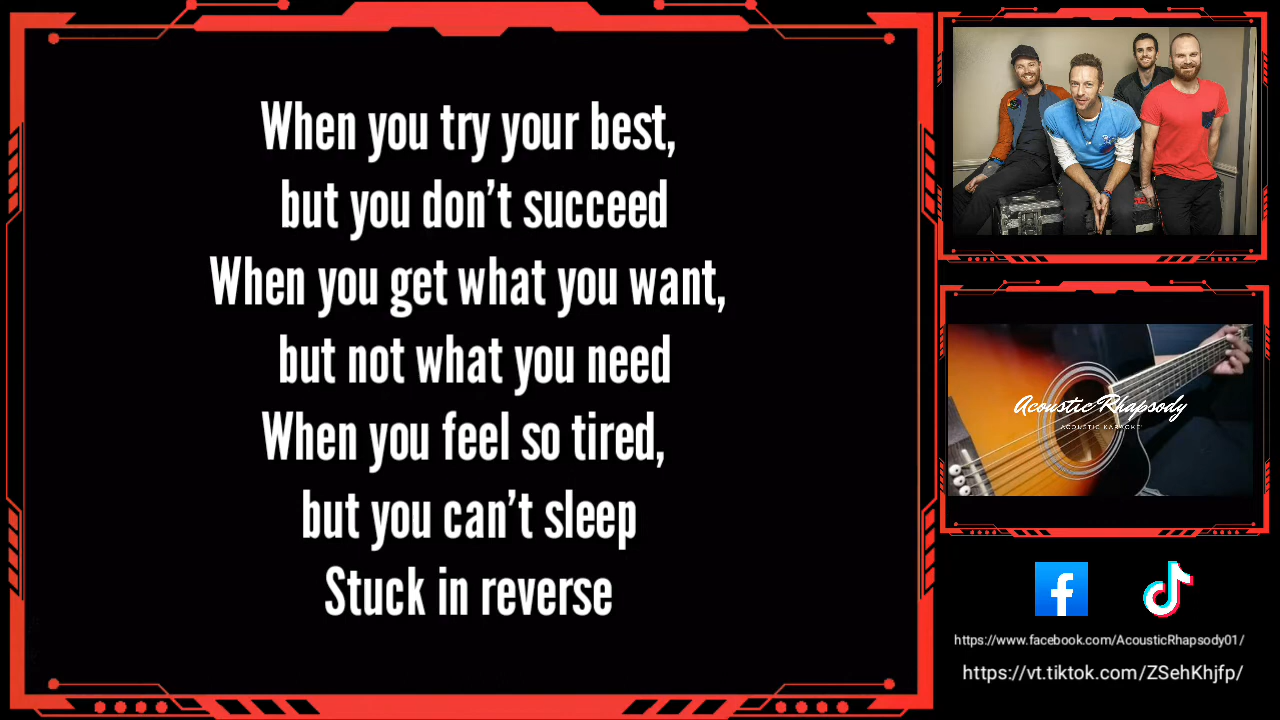 When you try your best,
but you don't succeed
When you get what you want,
but not what you need
When you feel so tired,
but you can't sleep
Stuck in reverse
Acoustic Rhapsody
ACOUSTIC KARAOKE
https://www.facebook.com/AcousticRhapsody01/
https://vt.tiktok.com/ZSehKhjfp/